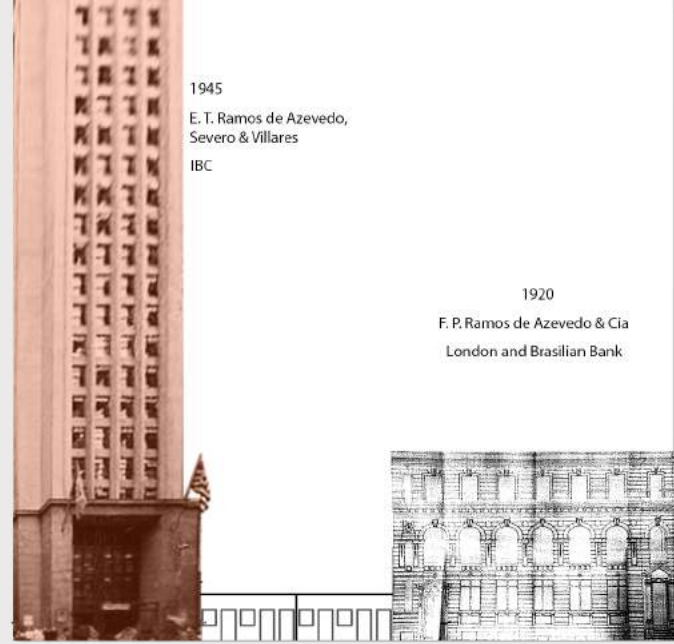 1945
E. T. Ramos de Azevedo,
Severo & Villares
IBC
1920
F. P. Ramos de Azevedo & Cia
London and Brasilian Bank